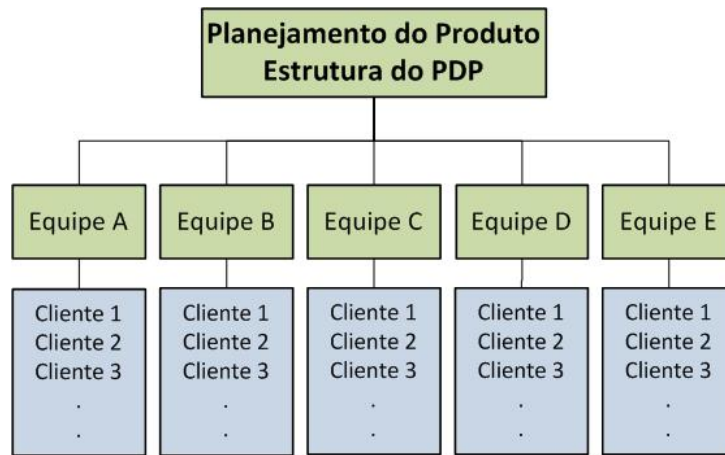 Planejamento do Produto
Estrutura do PDP
Equipe A
Equipe B
Equipe C
Equipe D
Equipe E
Cliente 1
Cliente 2
Cliente 3
.
.
Cliente 1
Cliente 2
Cliente 3
.
.
Cliente 1
Cliente 2
Cliente 3
.
.
Cliente 1
Cliente 2
Cliente 3
.
.
Cliente 1
Cliente 2
Cliente 3
.
.